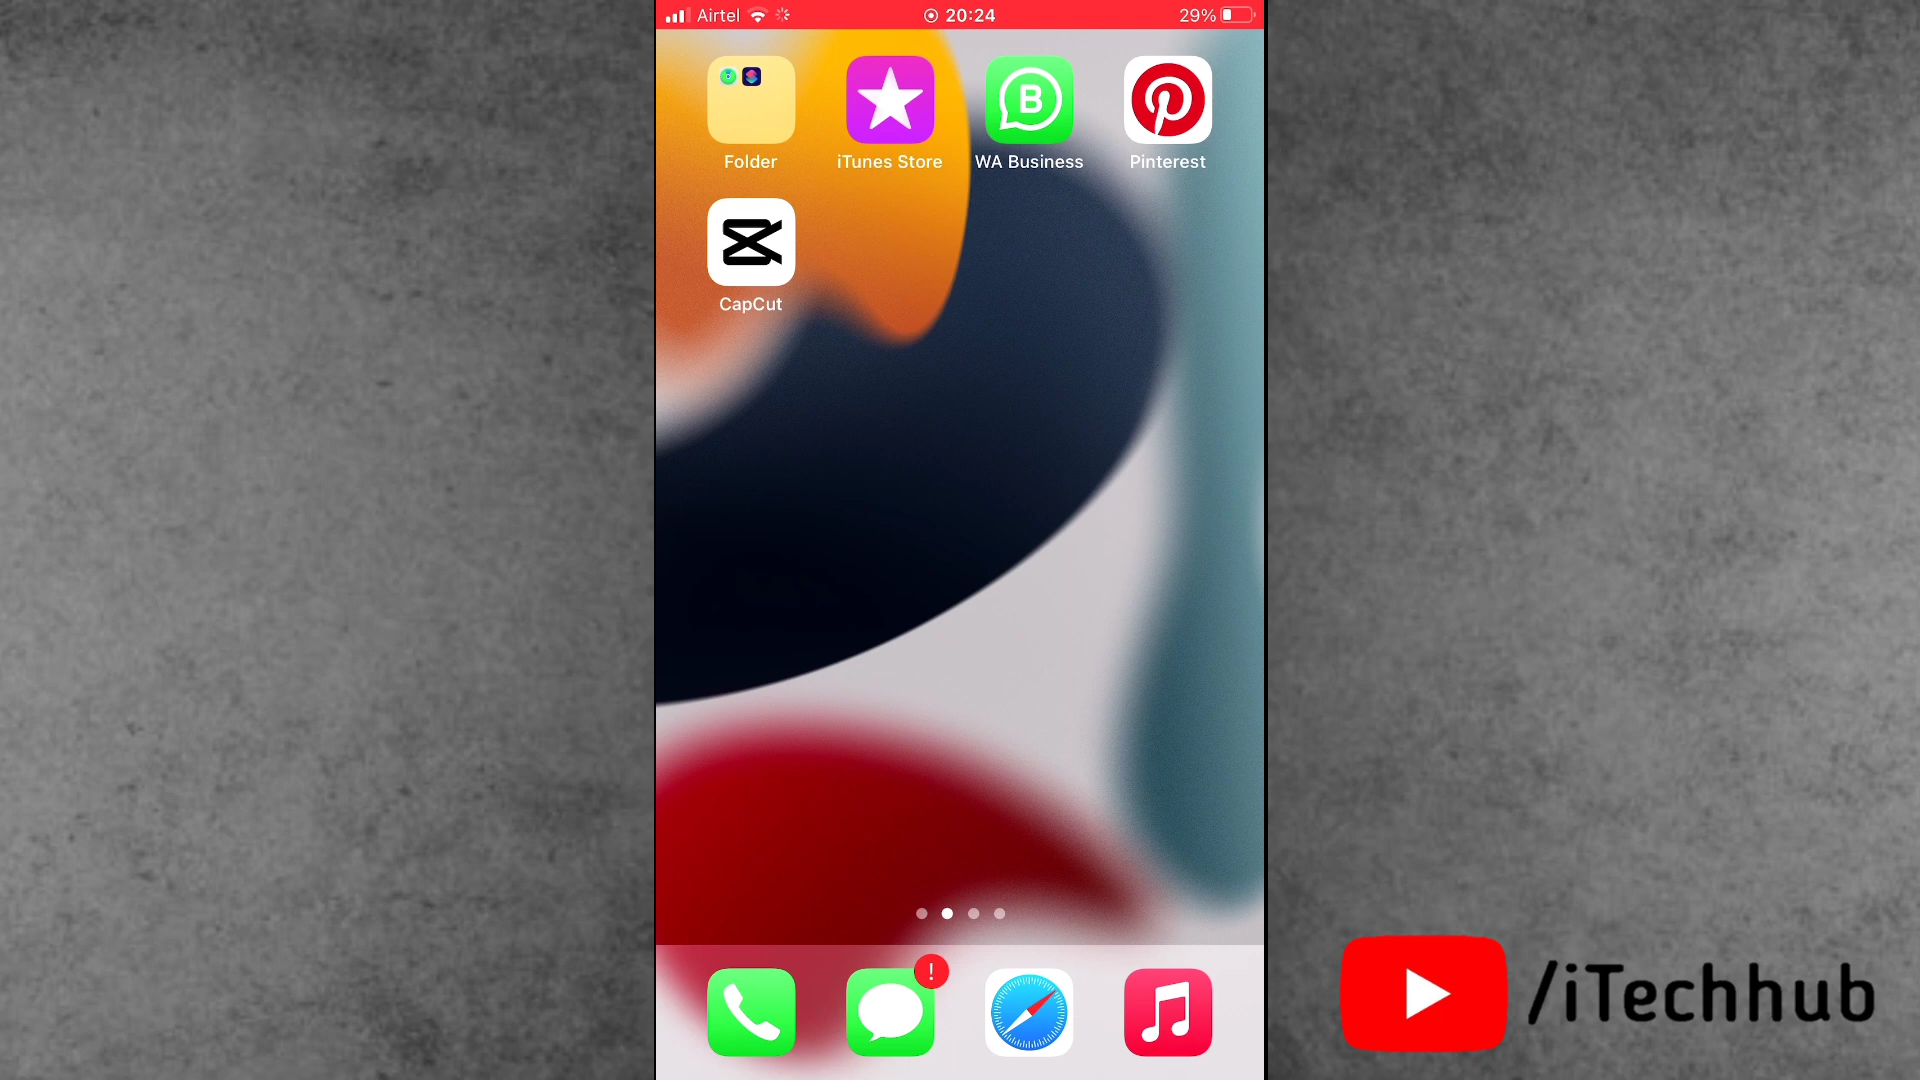 Airtel 20:24 29%
Folder iTunes Store WA Business Pinterest
B
CapCut
!
/iTechhub